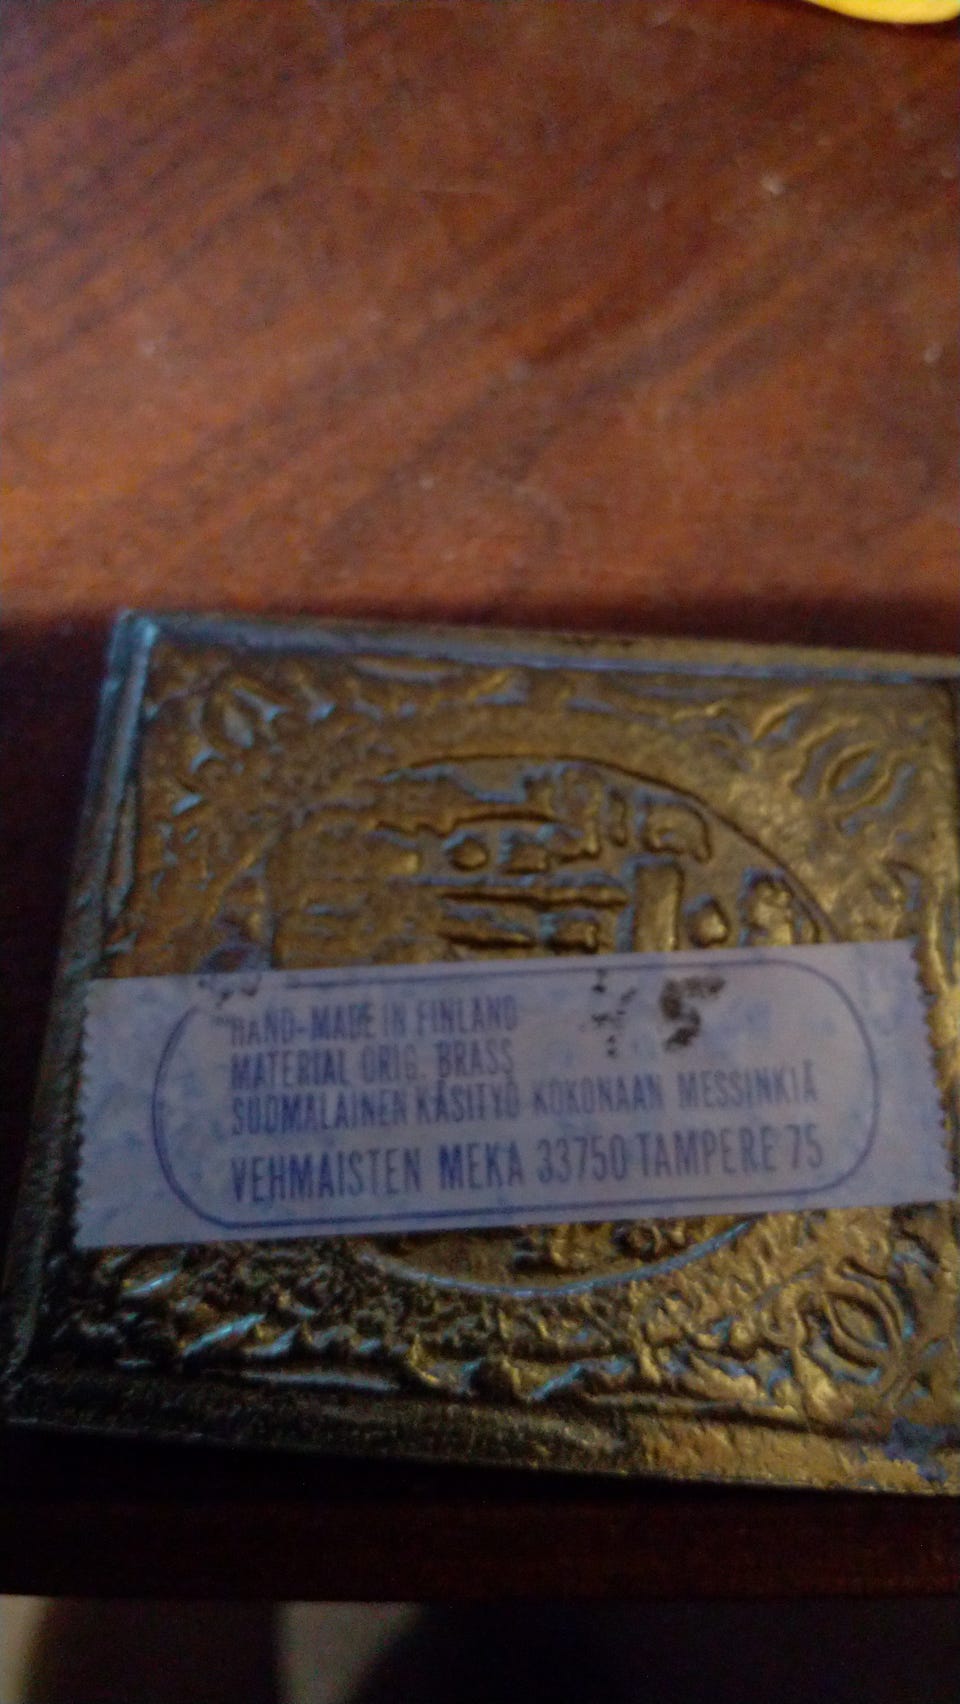 HAND-MADE IN FINLAND
MATERIAL ORIG. BRASS
SUOMALAINEN KÄSITYÖ KOKONAAN MESSINKIÄ
VEHMAISTEN MEKA 33750 TAMPERE 75